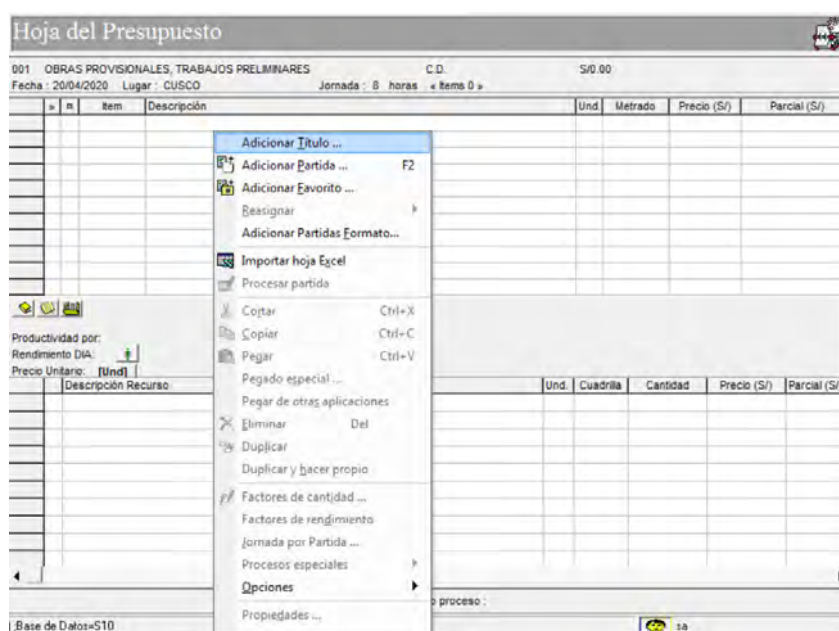 Hoja del Presupuesto
001 OBRAS PROVISIONALES, TRABAJOS PRELIMINARES C.D. S/0.00
Fecha : 20/04/2020 Lugar : CUSCO Jornada : 8 horas « Items 0 »
» m Item Descripción Und. Metrado Precio (S/) Parcial (S/)
Adicionar Título ...
Adicionar Partida ... F2
Adicionar Favorito ...
Reasignar
Adicionar Partidas Formato...
Importar hoja Excel
Procesar partida
Cortar Ctrl+X
Copiar Ctrl+C
Pegar Ctrl+V
Pegado especial ...
Pegar de otras aplicaciones
Eliminar Del
Duplicar
Duplicar y hacer propio
Factores de cantidad ...
Factores de rendimiento
Jornada por Partida ...
Procesos especiales
Opciones
Propiedades ...
Productividad por:
Rendimiento DIA:
Precio Unitario: [Und]
Descripción Recurso Und. Cuadrilla Cantidad Precio (S/) Parcial (S/
proceso :
Base de Datos=S10 sa